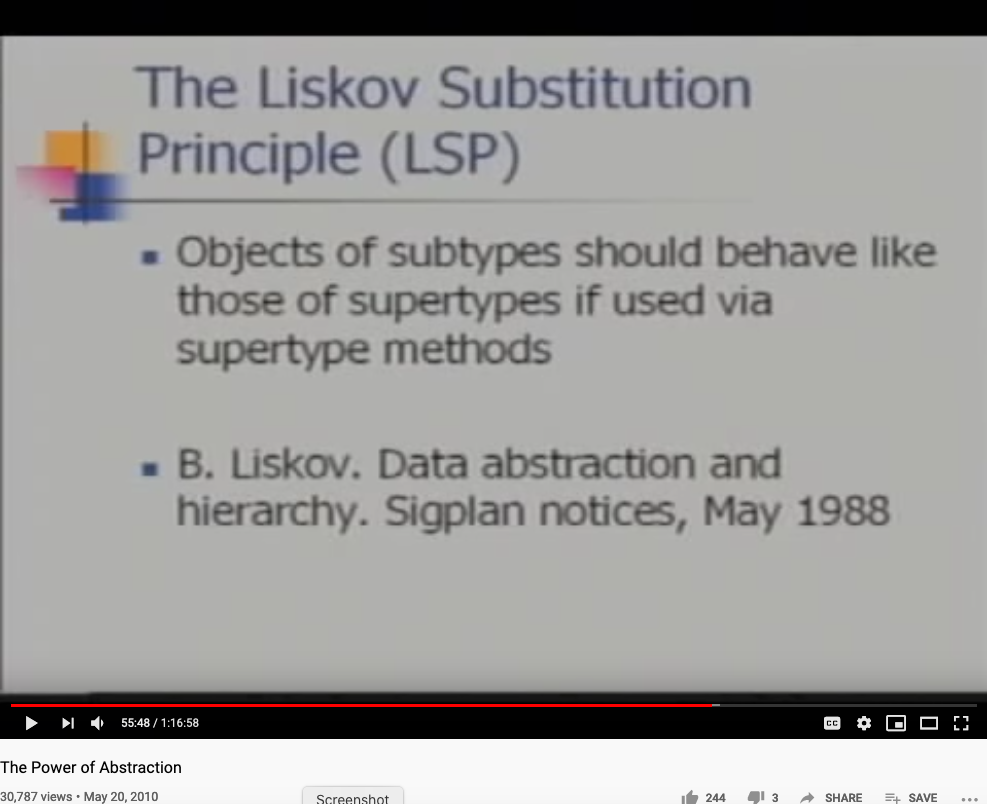 The Liskov Substitution
Principle (LSP)
Objects of subtypes should behave like
those of supertypes if used via
supertype methods
B. Liskov. Data abstraction and
hierarchy. Sigplan notices, May 1988
55:48 / 1:16:58
CC
The Power of Abstraction
30,787 views • May 20, 2010
Screenshot
244
3
SHARE
SAVE